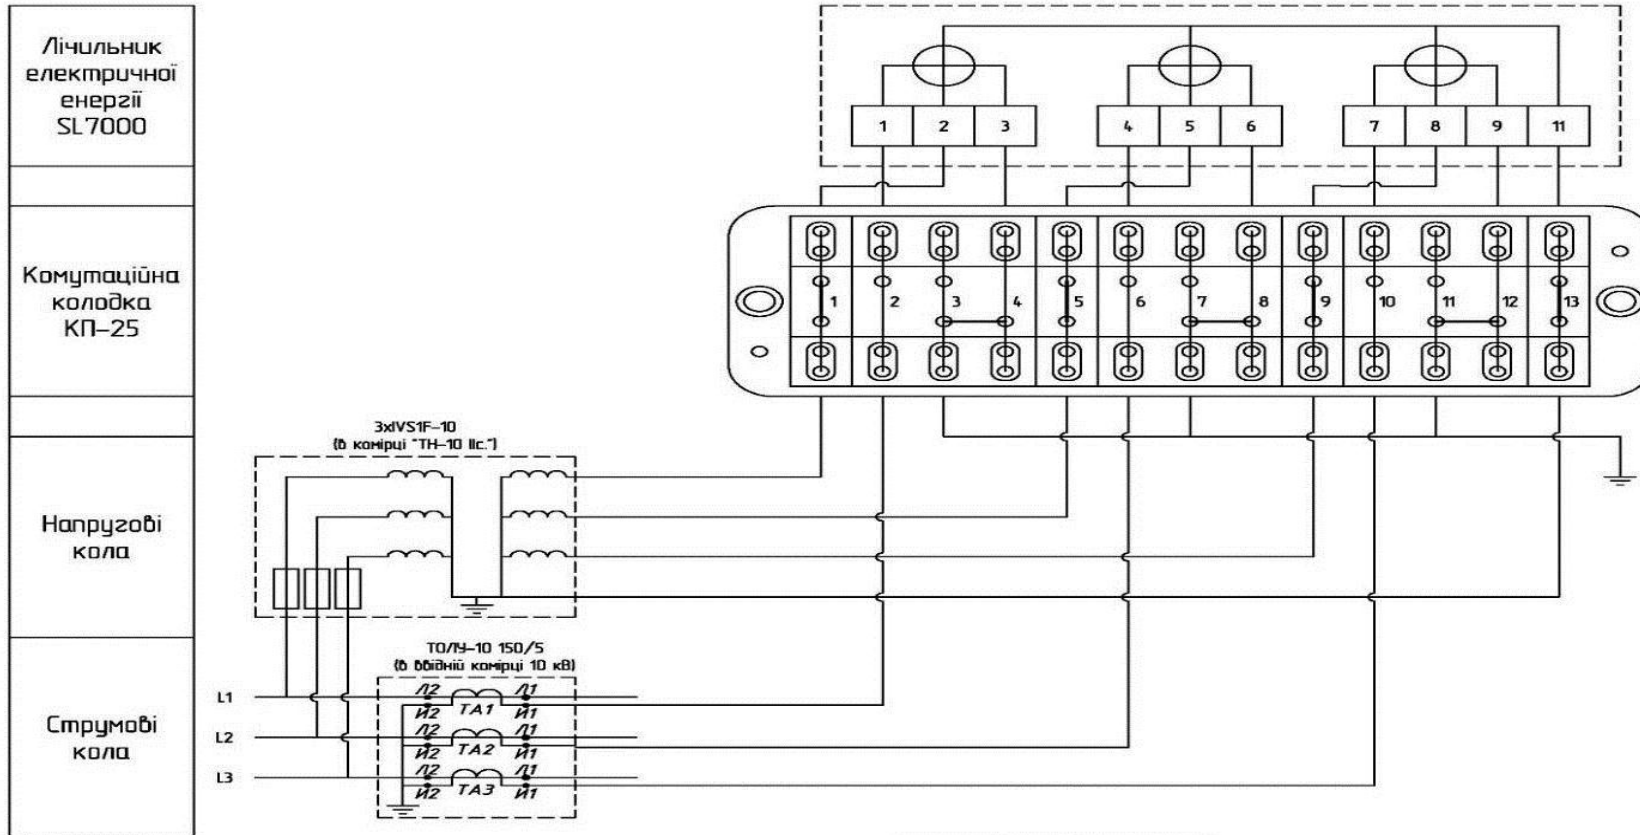 Лічильник
електричної
енергії
SL7000
1 2 3 4 5 6 7 8 9 11
Комутаційна
колодка
КП-25
1 2 3 4 5 6 7 8 9 10 11 12 13
3xIVS1F-10
(в комірці "ТН-10 ІІс.")
Напругові
кола
ТОЛУ-10 150/5
(в ввідній комірці 10 кВ)
Струмові
кола
L1 Л2 Л1
И2 ТА1 И1
L2 Л2 Л1
И2 ТА2 И1
L3 Л2 Л1
И2 ТА3 И1